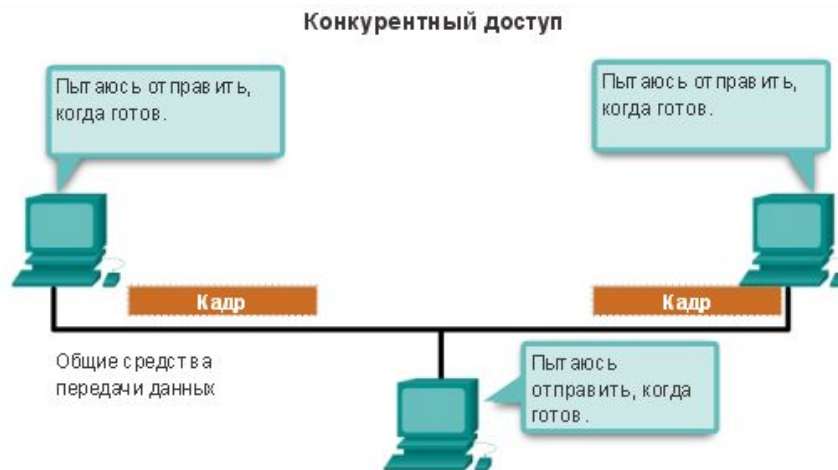 Конкурентный доступ
Пытаюсь отправить,
когда готов.
Пытаюсь отправить,
когда готов.
Кадр
Кадр
Общие средства
передачи данных
Пытаюсь
отправить, когда
готов.